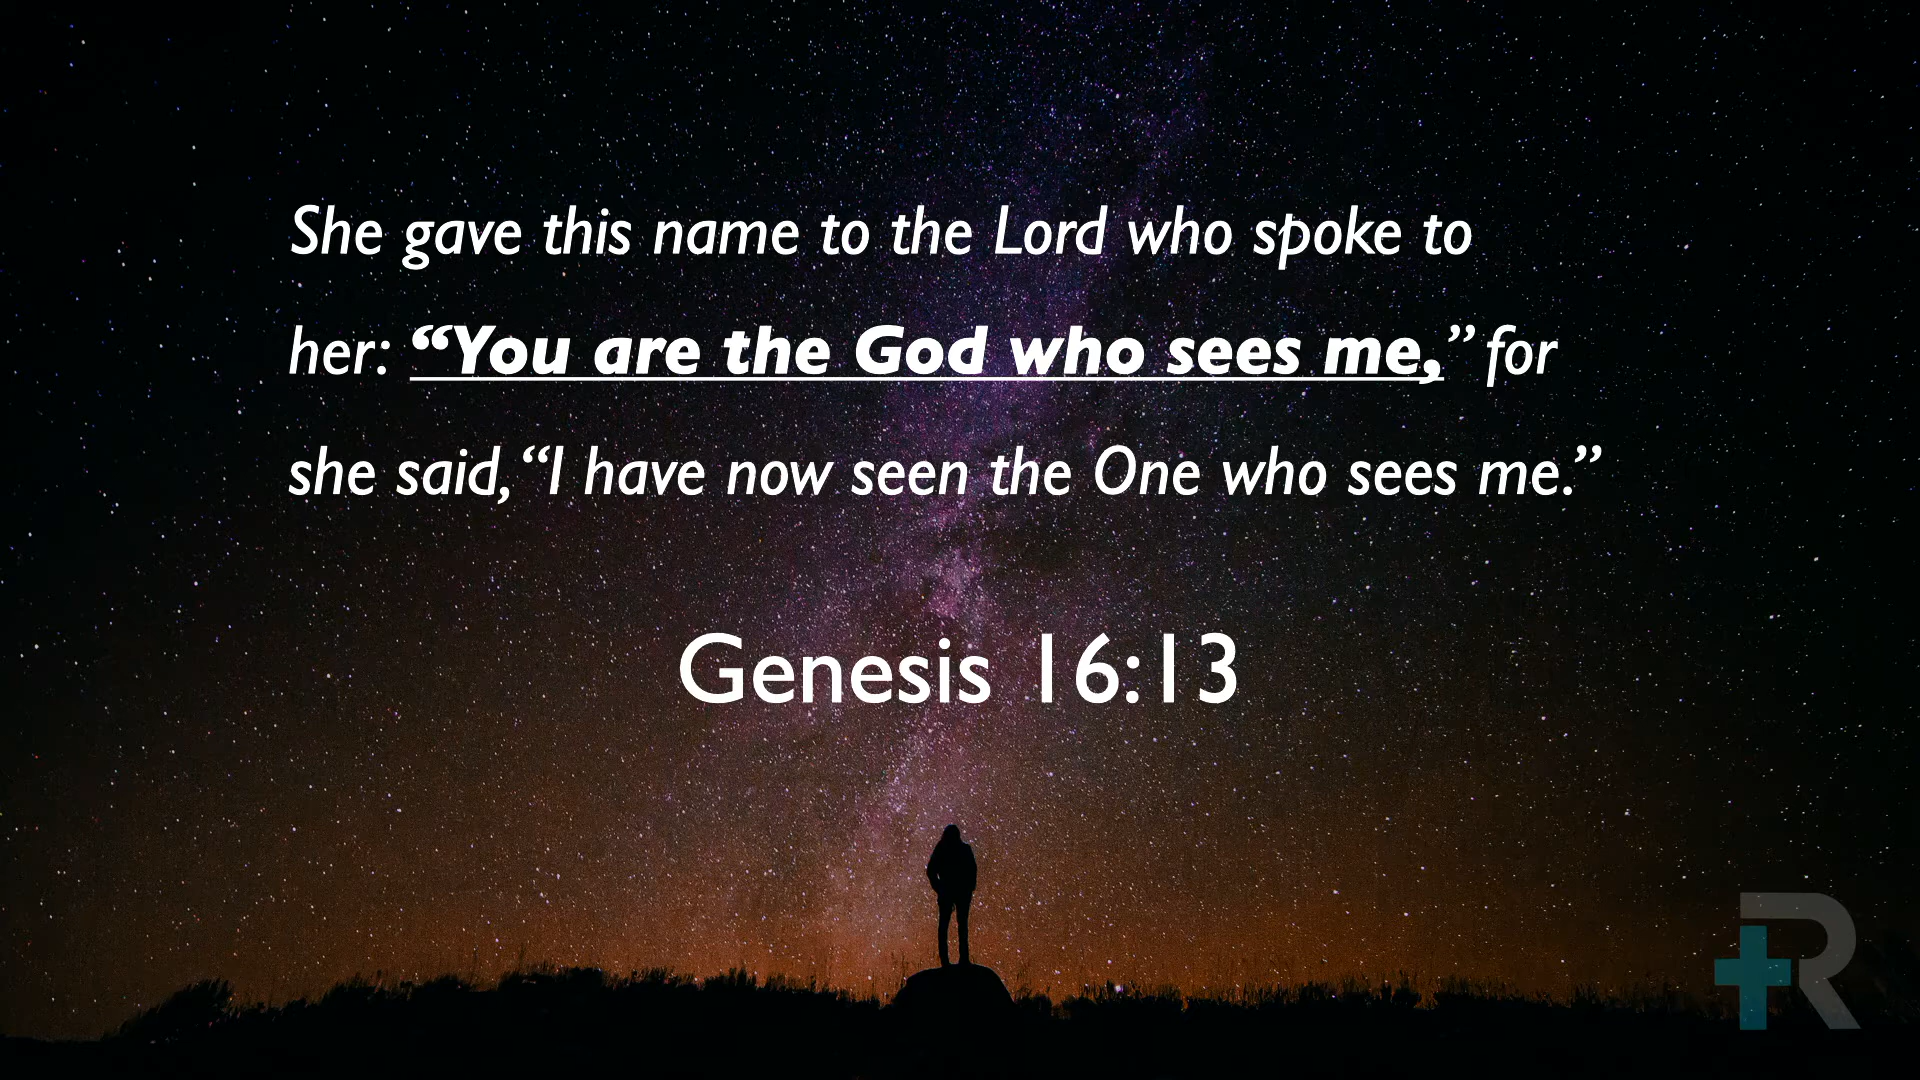 She gave this name to the Lord who spoke to
her: “You are the God who sees me,” for
she said, “I have now seen the One who sees me.”
Genesis 16:13
R